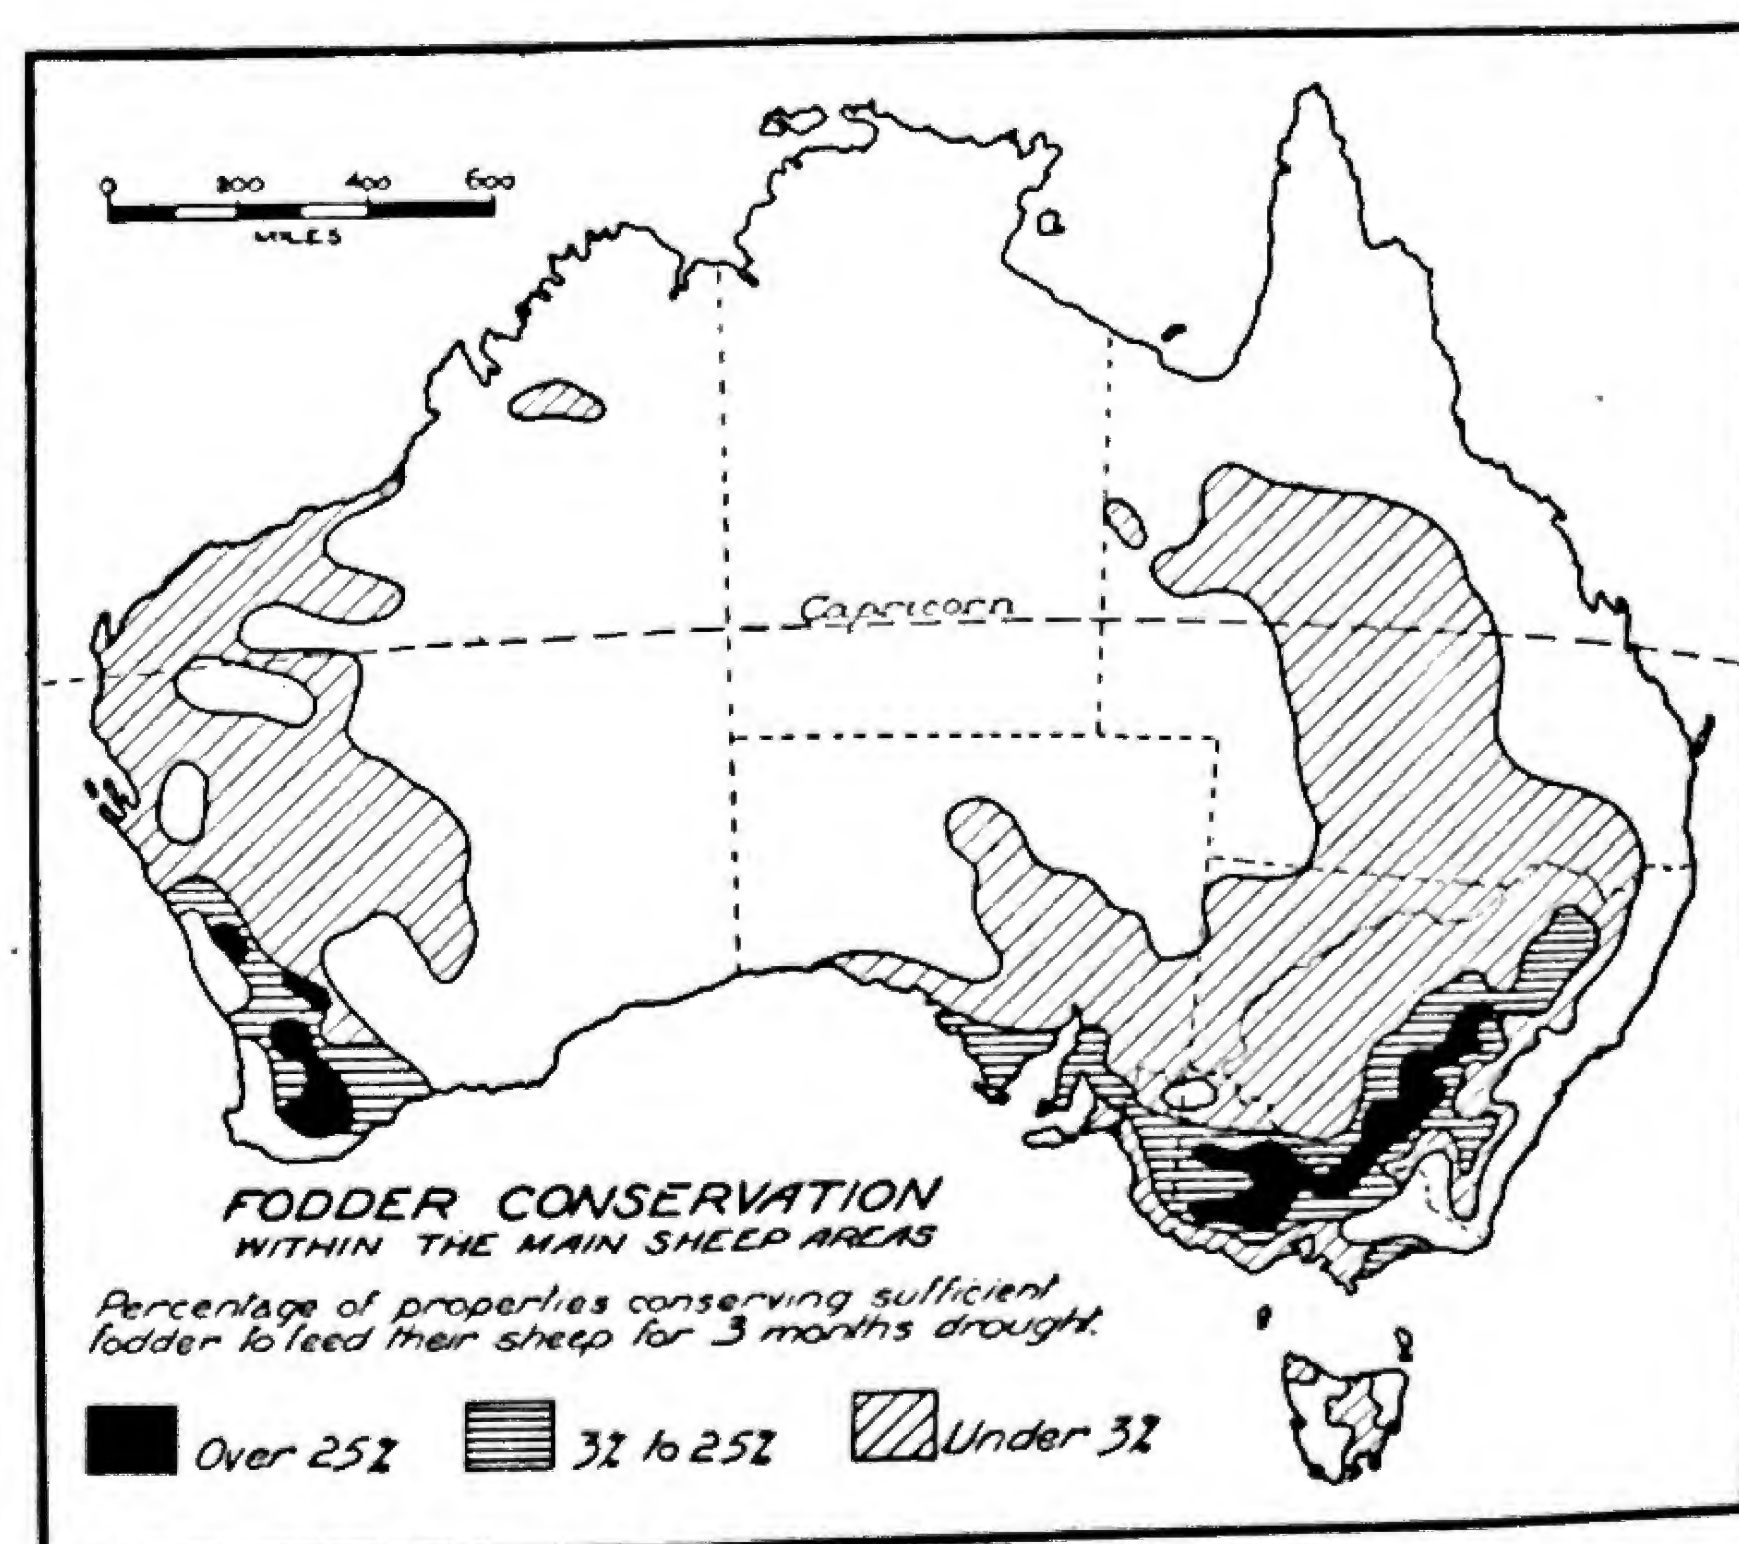 0 200 400 600
MILES
Capricorn
FODDER CONSERVATION
WITHIN THE MAIN SHEEP AREAS
Percentage of properties conserving sufficient
fodder to feed their sheep for 3 months drought.
Over 25%
3% to 25%
Under 3%